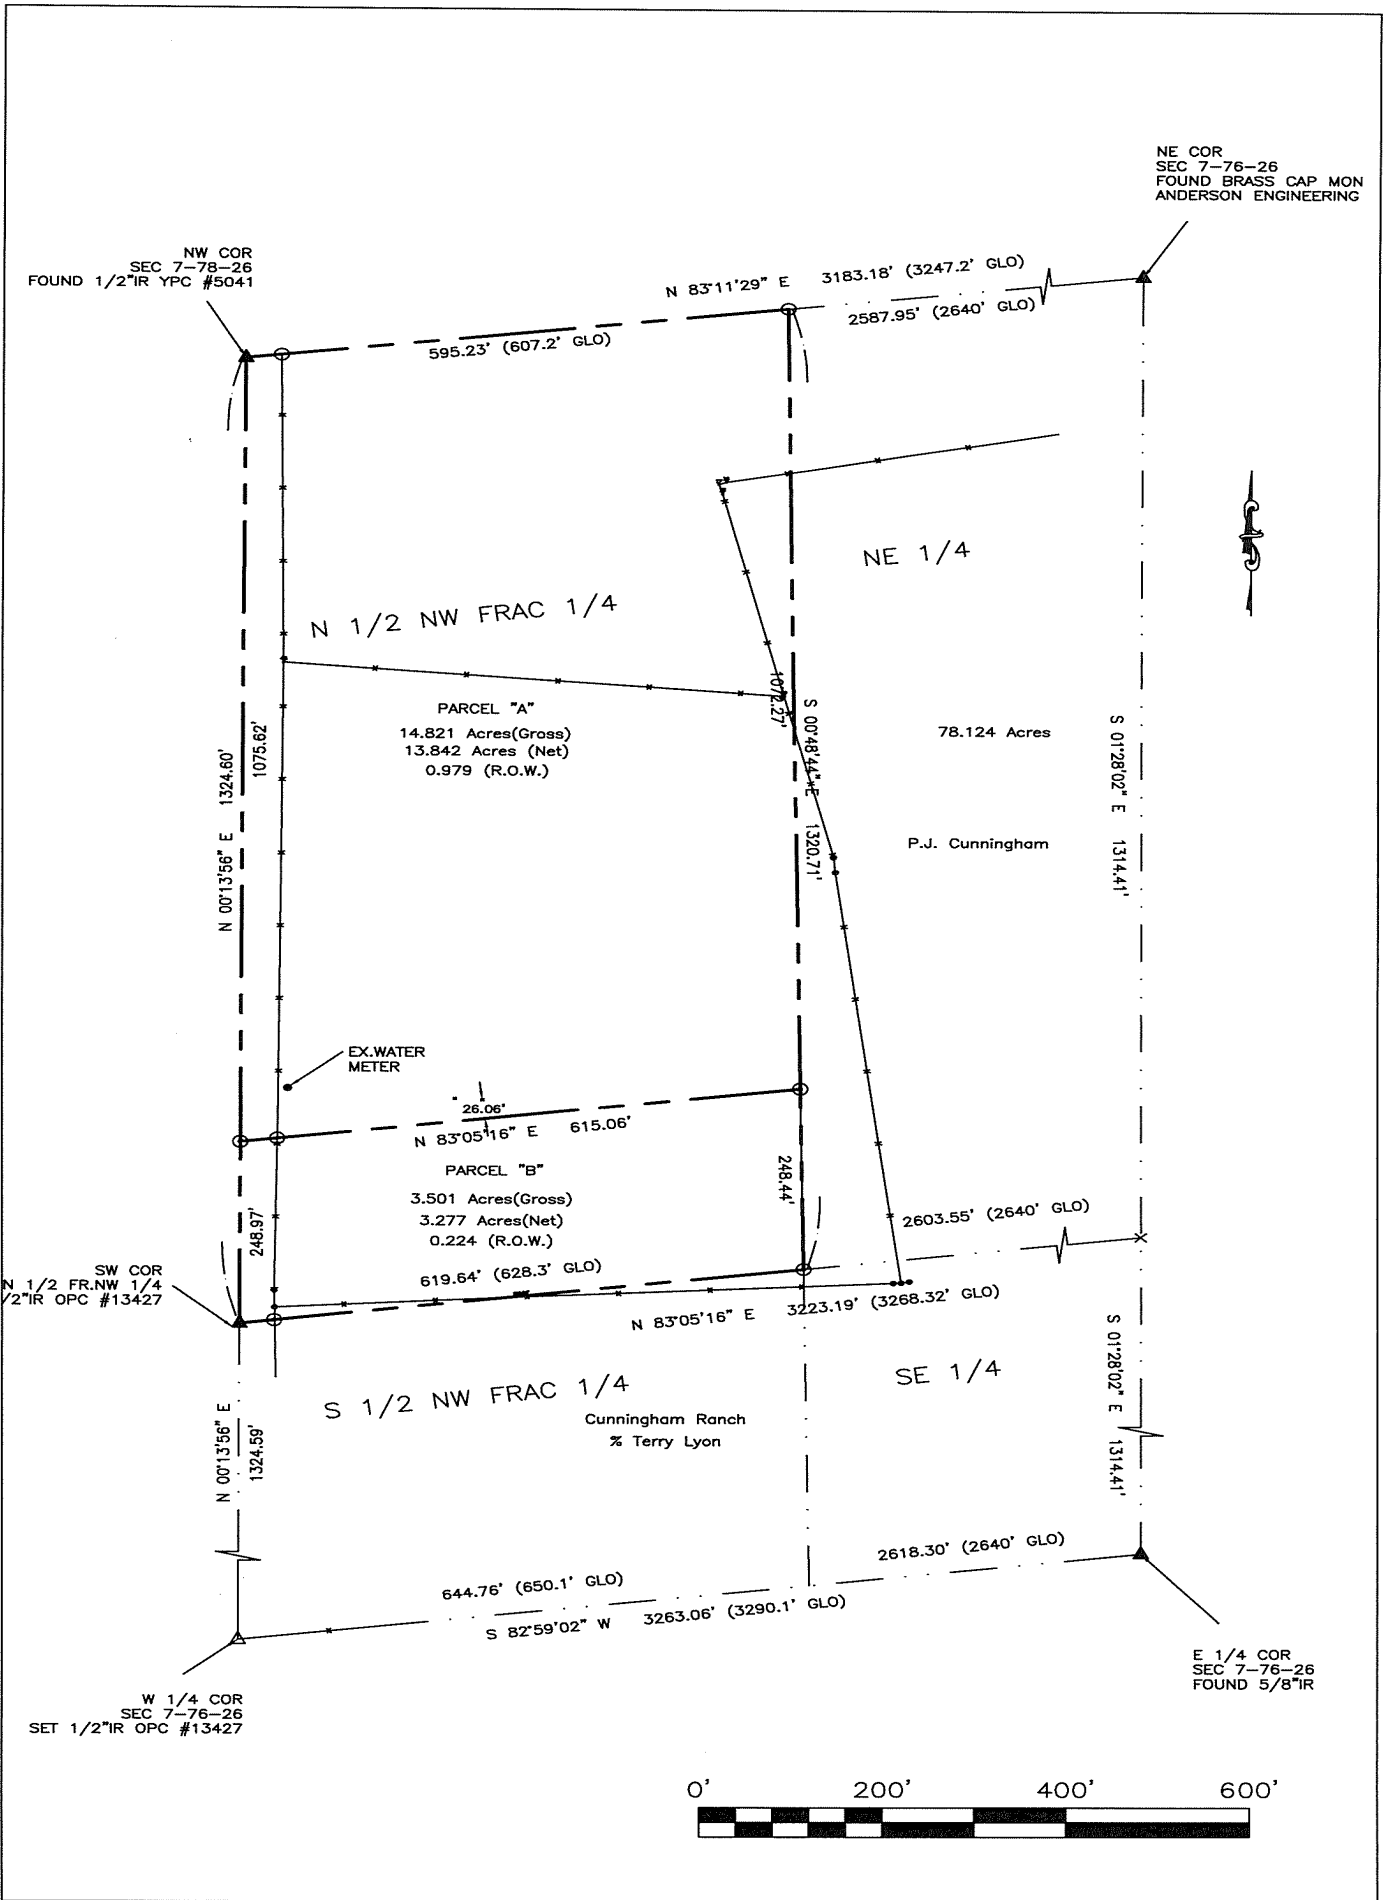 NE COR
SEC 7-76-26
FOUND BRASS CAP MON
ANDERSON ENGINEERING
NW COR
SEC 7-78-26
FOUND 1/2"IR YPC #5041
N 83°11'29" E 3183.18' (3247.2' GLO)
2587.95' (2640' GLO)
595.23' (607.2' GLO)
NE 1/4
N 1/2 NW FRAC 1/4
PARCEL "A"
14.821 Acres(Gross)
13.842 Acres (Net)
0.979 (R.O.W.)
1072.27'
S 00°48'44" E 1320.71'
78.124 Acres
P.J. Cunningham
S 01°28'02" E 1314.41'
N 00°13'56" E 1324.60'
1075.62'
EX.WATER
METER
26.06'
N 83°05'16" E 615.06'
PARCEL "B"
3.501 Acres(Gross)
3.277 Acres(Net)
0.224 (R.O.W.)
248.97'
248.44'
619.64' (628.3' GLO)
2603.55' (2640' GLO)
SW COR
N 1/2 FR.NW 1/4
/2"IR OPC #13427
N 83°05'16" E 3223.19' (3268.32' GLO)
SE 1/4
S 1/2 NW FRAC 1/4
Cunningham Ranch
% Terry Lyon
N 00°13'56" E
1324.59'
S 01°28'02" E 1314.41'
2618.30' (2640' GLO)
644.76' (650.1' GLO)
S 82°59'02" W 3263.06' (3290.1' GLO)
W 1/4 COR
SEC 7-76-26
SET 1/2"IR OPC #13427
E 1/4 COR
SEC 7-76-26
FOUND 5/8"IR
0' 200' 400' 600'